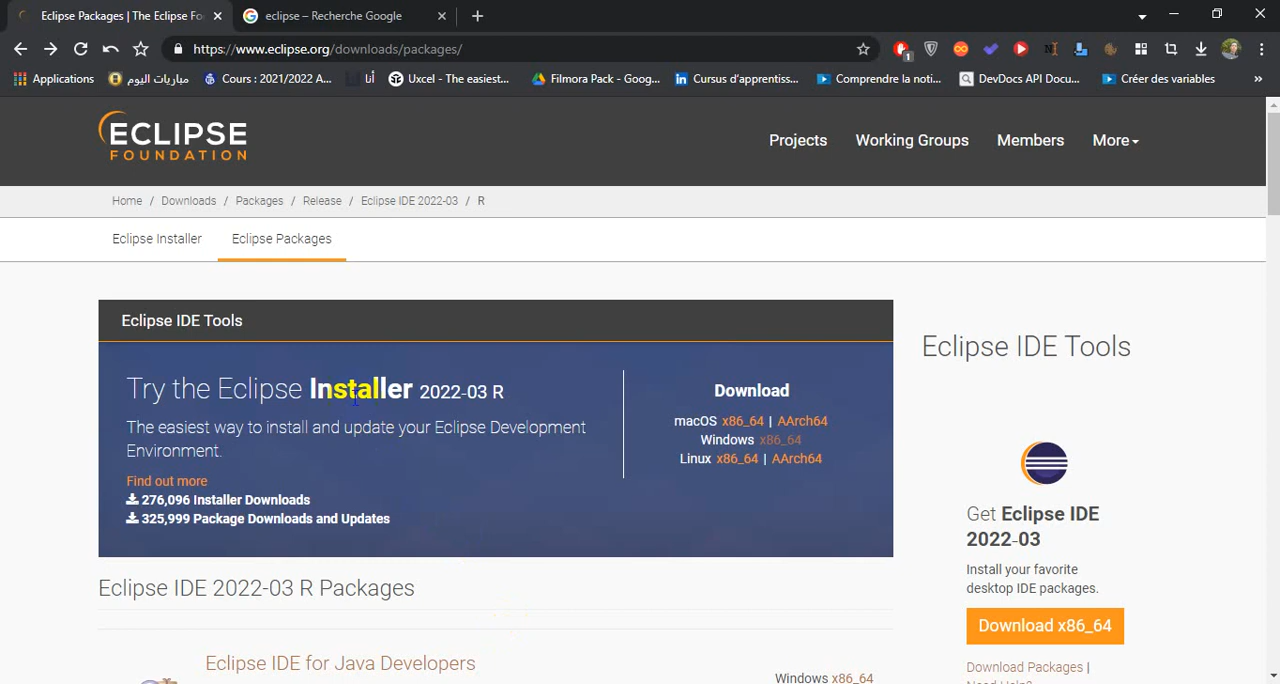 Eclipse Packages | The Eclipse Fo
eclipse – Recherche Google
https://www.eclipse.org/downloads/packages/
1
Applications
مباريات اليوم
Cours : 2021/2022 A...
أنا
Uxcel - The easiest...
Filmora Pack - Goog...
Cursus d'apprentiss...
Comprendre la noti...
DevDocs API Docu...
Créer des variables
»
ECLIPSE
FOUNDATION
Projects
Working Groups
Members
More
Home / Downloads / Packages / Release / Eclipse IDE 2022-03 / R
Eclipse Installer
Eclipse Packages
Eclipse IDE Tools
Try the Eclipse Installer 2022-03 R
The easiest way to install and update your Eclipse Development
Environment.
Find out more
276,096 Installer Downloads
325,999 Package Downloads and Updates
Download
macOS x86_64 | AArch64
Windows x86_64
Linux x86_64 | AArch64
Eclipse IDE Tools
Get Eclipse IDE
2022-03
Install your favorite
desktop IDE packages.
Download x86_64
Download Packages |
Need Help?
Eclipse IDE 2022-03 R Packages
Eclipse IDE for Java Developers
Windows x86_64